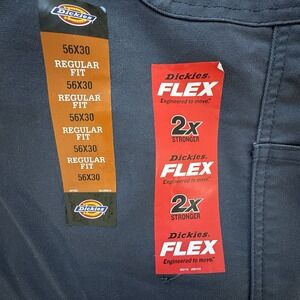 Dickies
56X30
REGULAR
FIT
56X30
REGULAR
FIT
56X30
REGULAR
FIT
56X30
REGULAR
FIT
56X30
Dickies
Dickies
FLEX
Engineered to move.
2x
STRONGER
Dickies
FLEX
Engineered to move.
2x
STRONGER
Dickies
FLEX
Engineered to move.